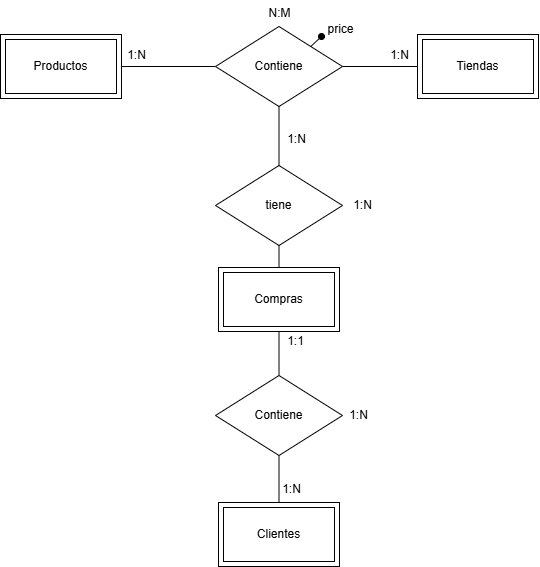 N:M
price
Productos
1:N
Contiene
1:N
Tiendas
1:N
tiene
1:N
Compras
1:1
Contiene
1:N
1:N
Clientes